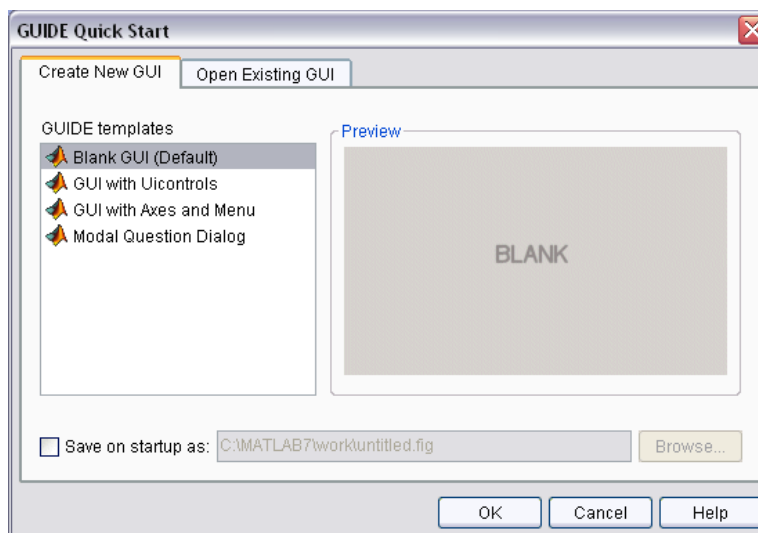 GUIDE Quick Start
Create New GUI
Open Existing GUI
GUIDE templates
Blank GUI (Default)
GUI with Uicontrols
GUI with Axes and Menu
Modal Question Dialog
Preview
BLANK
Save on startup as:
C:\MATLAB7\work\untitled.fig
Browse...
OK
Cancel
Help